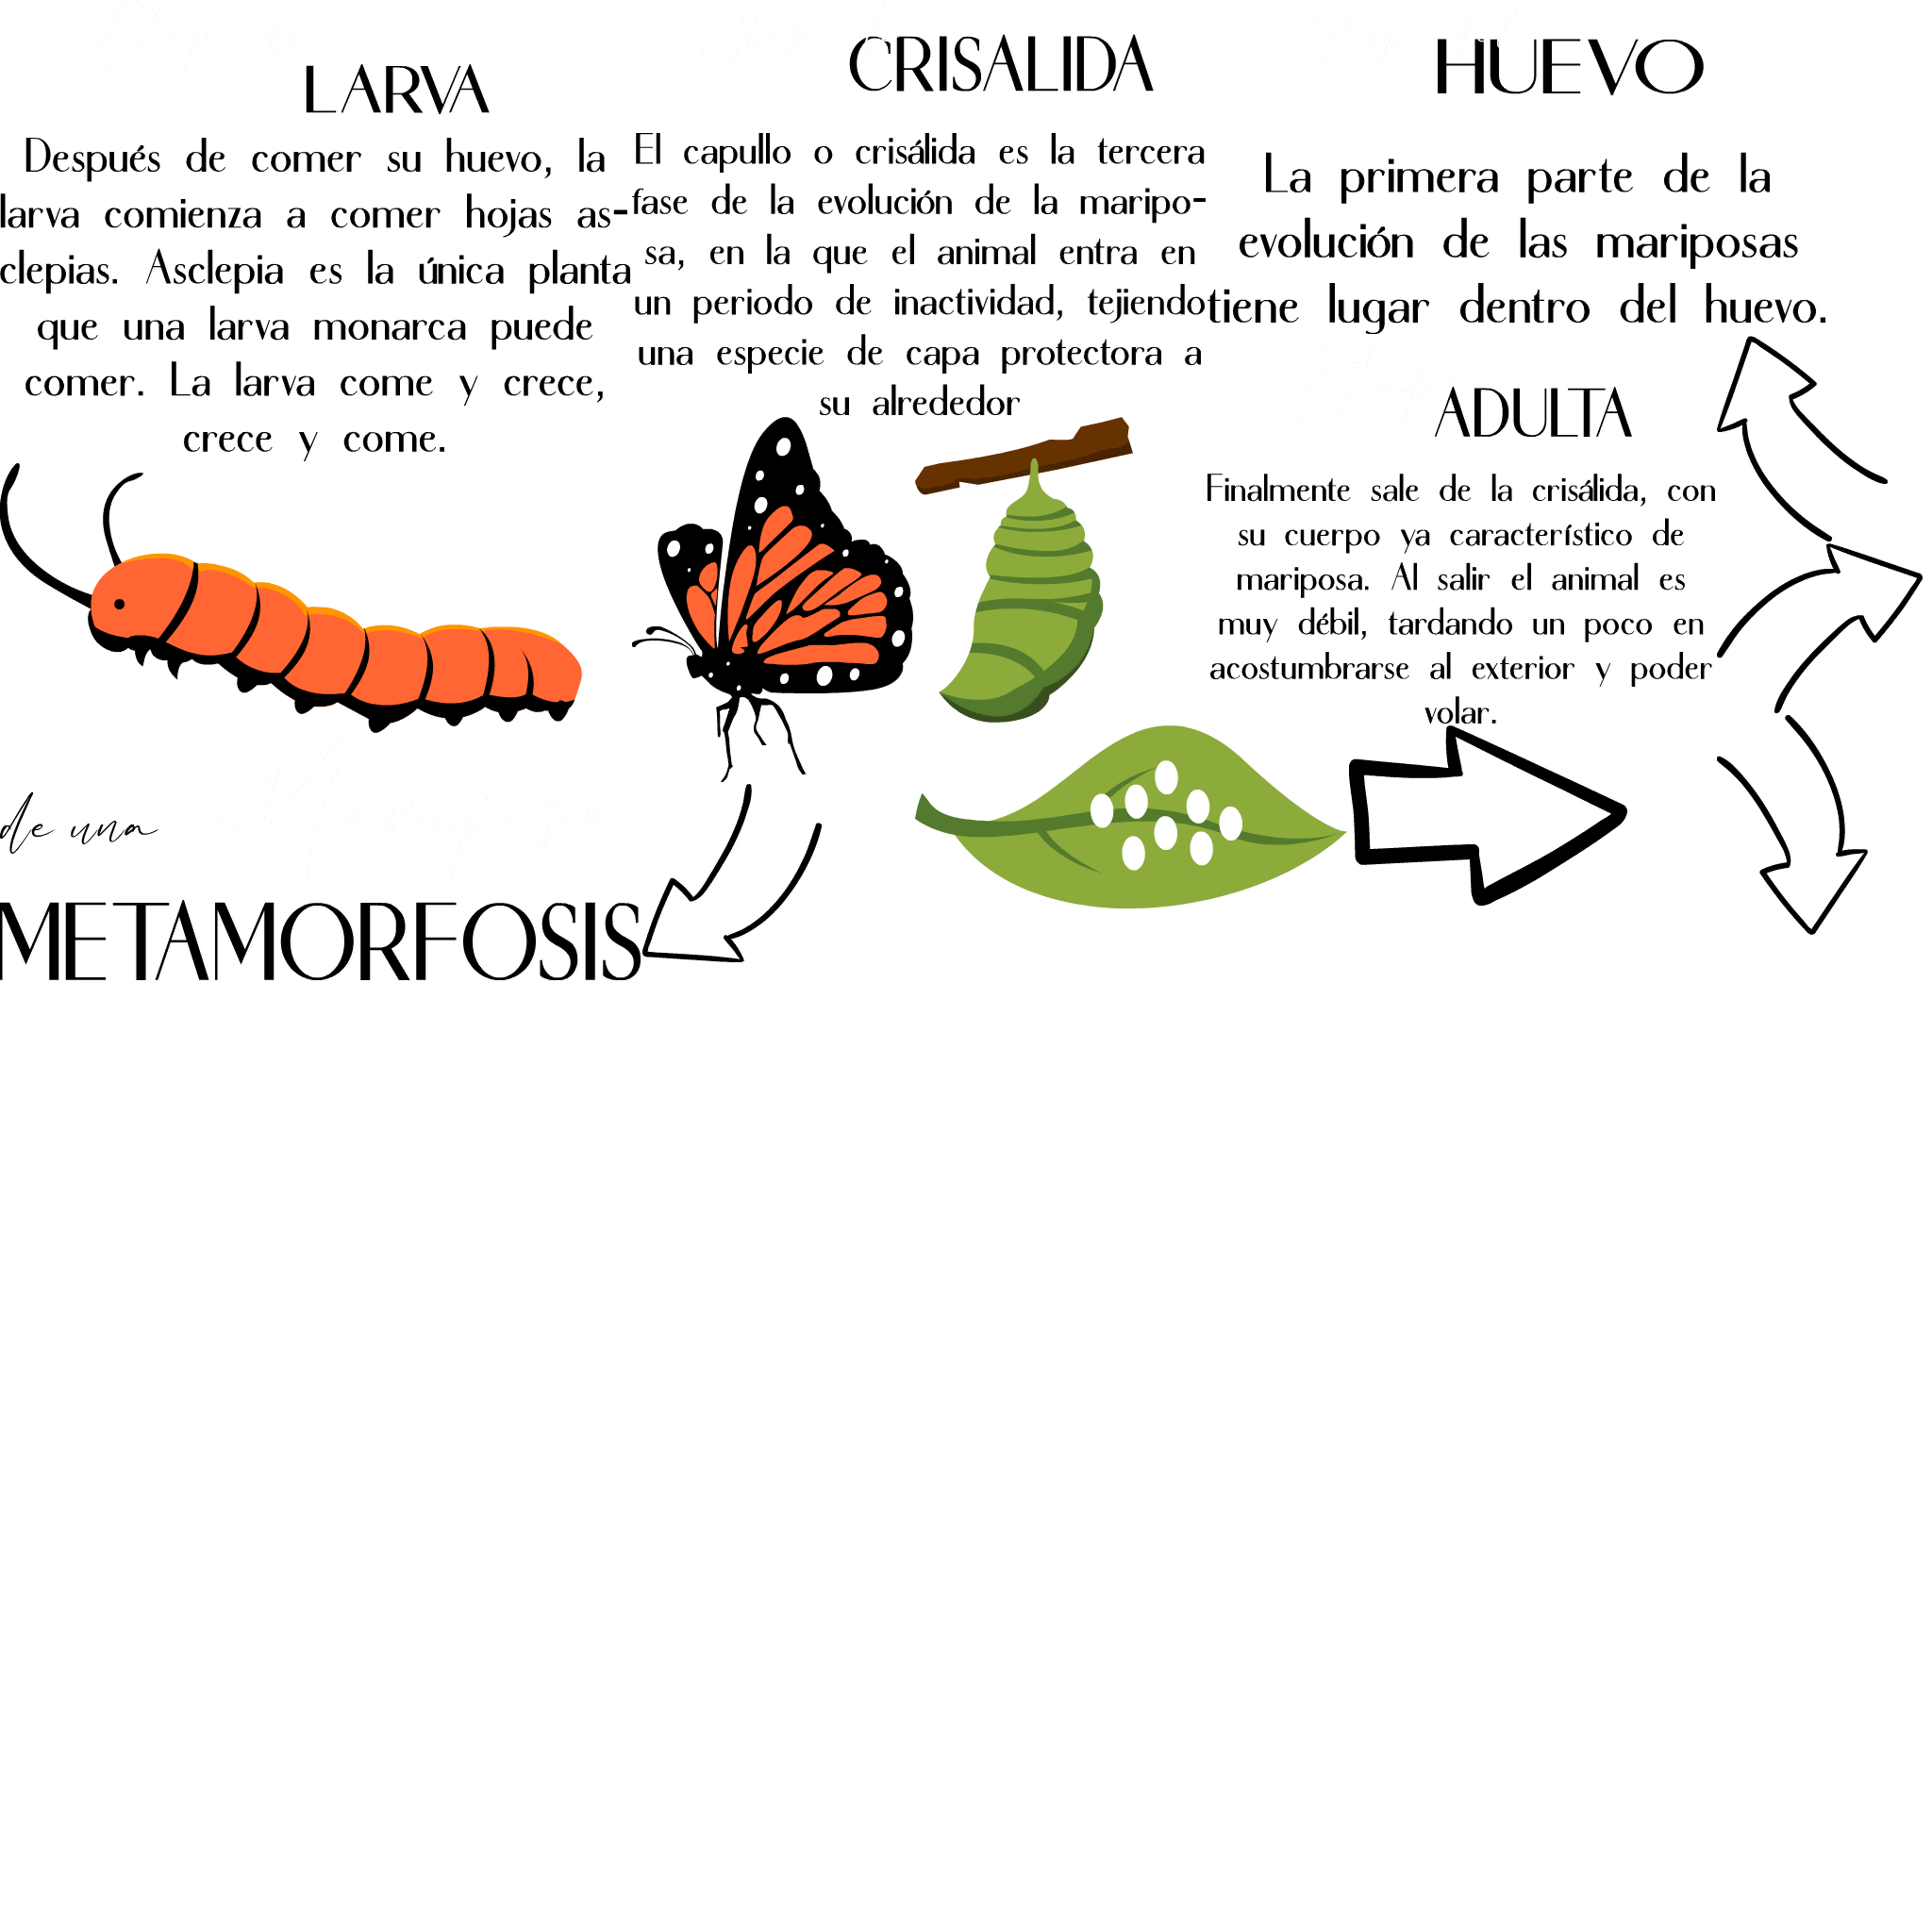 LARVA
Después de comer su huevo, la
larva comienza a comer hojas as-
clepias. Asclepia es la única planta
que una larva monarca puede
comer. La larva come y crece,
crece y come.
CRISALIDA
El capullo o crisálida es la tercera
fase de la evolución de la maripo-
sa, en la que el animal entra en
un periodo de inactividad, tejiendo
una especie de capa protectora a
su alrededor
HUEVO
La primera parte de la
evolución de las mariposas
tiene lugar dentro del huevo.
ADULTA
Finalmente sale de la crisálida, con
su cuerpo ya característico de
mariposa. Al salir el animal es
muy débil, tardando un poco en
acostumbrarse al exterior y poder
volar.
de una
METAMORFOSIS